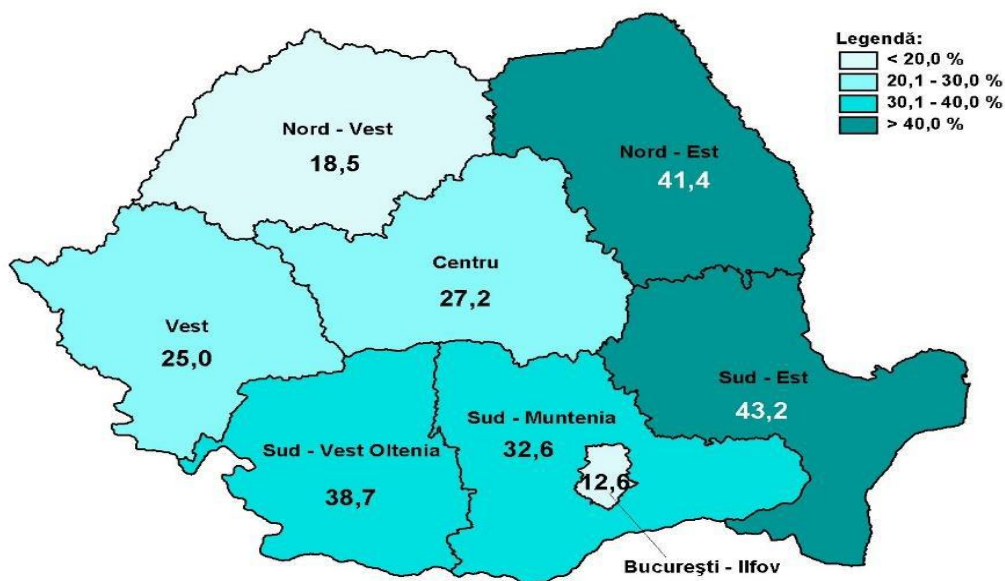 Legendă:
< 20,0 %
20,1 - 30,0 %
30,1 - 40,0 %
> 40,0 %
Nord - Vest
18,5
Nord - Est
41,4
Centru
27,2
Vest
25,0
Sud - Est
43,2
Sud - Muntenia
32,6
Sud - Vest Oltenia
38,7
12,6
Bucureşti - Ilfov